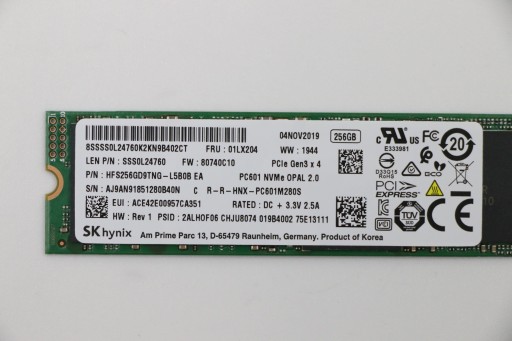 04NOV2019 256GB
8SSSS0L24760K2KN9B402CT FRU : 01LX204 WW : 1944
E333981
20
LEN P/N : SSS0L24760 FW : 80740C10 PCIe Gen3 x 4
P/N : HFS256GD9TNG-L5B0B EA PC601 NVMe OPAL 2.0
D33G18
RoHS
S/N : AJ9AN91851280B40N C R-R-HNX-PC601M280S
EUI : ACE42E00957CA351 RATED : DC + 3.3V 2.5A
PCI EXPRESS
HW : Rev 1 PSID : 2ALHOF06 CHJU8074 019B4002 75E13111
TÜV
SK hynix Am Prime Parc 13, D-65479 Raunheim, Germany. Product of Korea